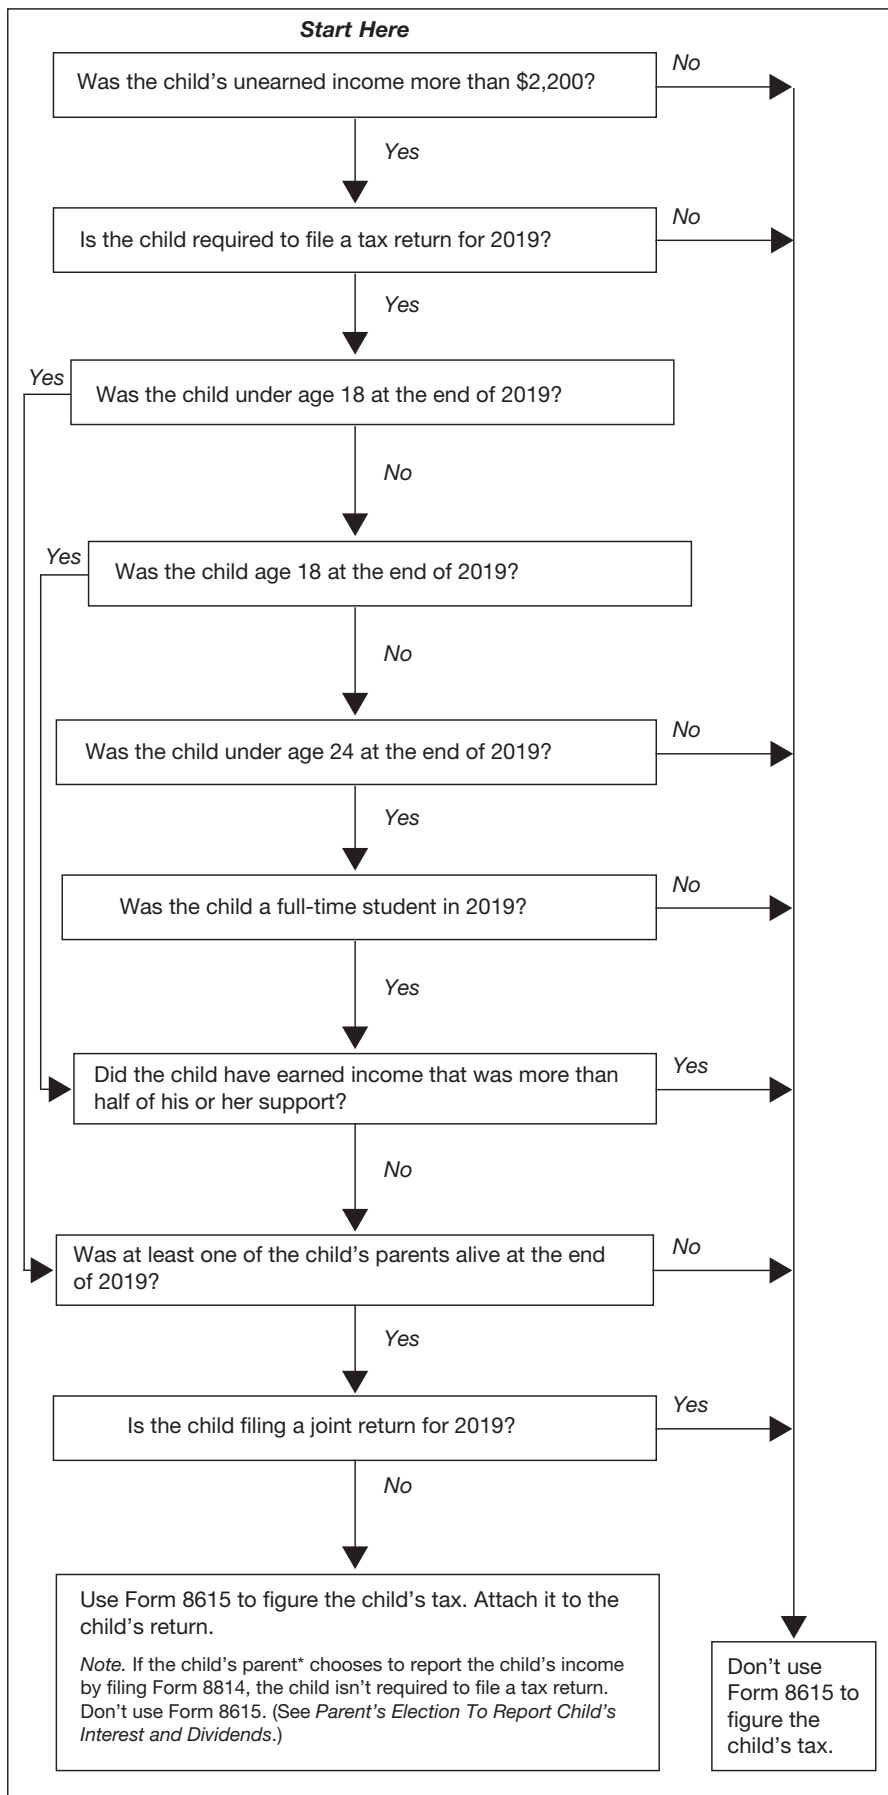 Start Here
Was the child’s unearned income more than $2,200?
No
Yes
Is the child required to file a tax return for 2019?
No
Yes
Yes
Was the child under age 18 at the end of 2019?
No
Yes
Was the child age 18 at the end of 2019?
No
Was the child under age 24 at the end of 2019?
No
Yes
Was the child a full-time student in 2019?
No
Yes
Did the child have earned income that was more than
half of his or her support?
Yes
No
Was at least one of the child’s parents alive at the end
of 2019?
No
Yes
Is the child filing a joint return for 2019?
Yes
No
Use Form 8615 to figure the child’s tax. Attach it to the
child’s return.
Note. If the child’s parent* chooses to report the child’s income
by filing Form 8814, the child isn’t required to file a tax return.
Don’t use Form 8615. (See Parent’s Election To Report Child’s
Interest and Dividends.)
Don’t use
Form 8615 to
figure the
child’s tax.